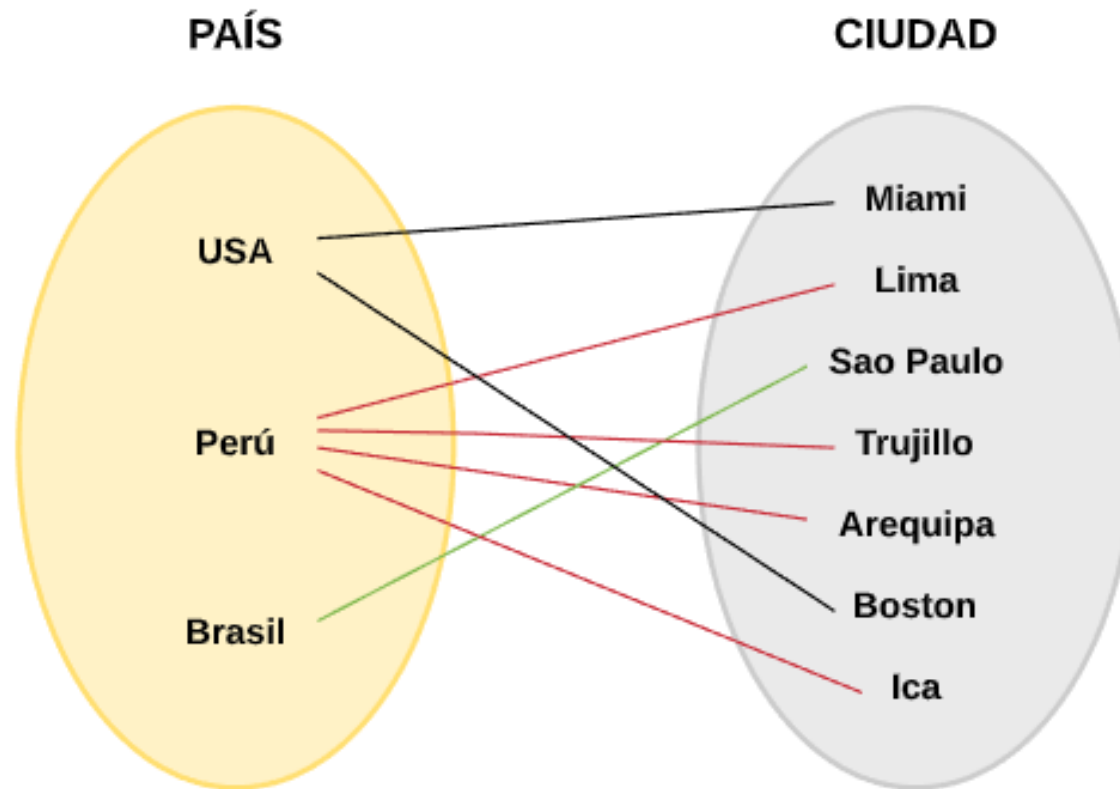 PAÍS
CIUDAD
USA
Perú
Brasil
Miami
Lima
Sao Paulo
Trujillo
Arequipa
Boston
Ica